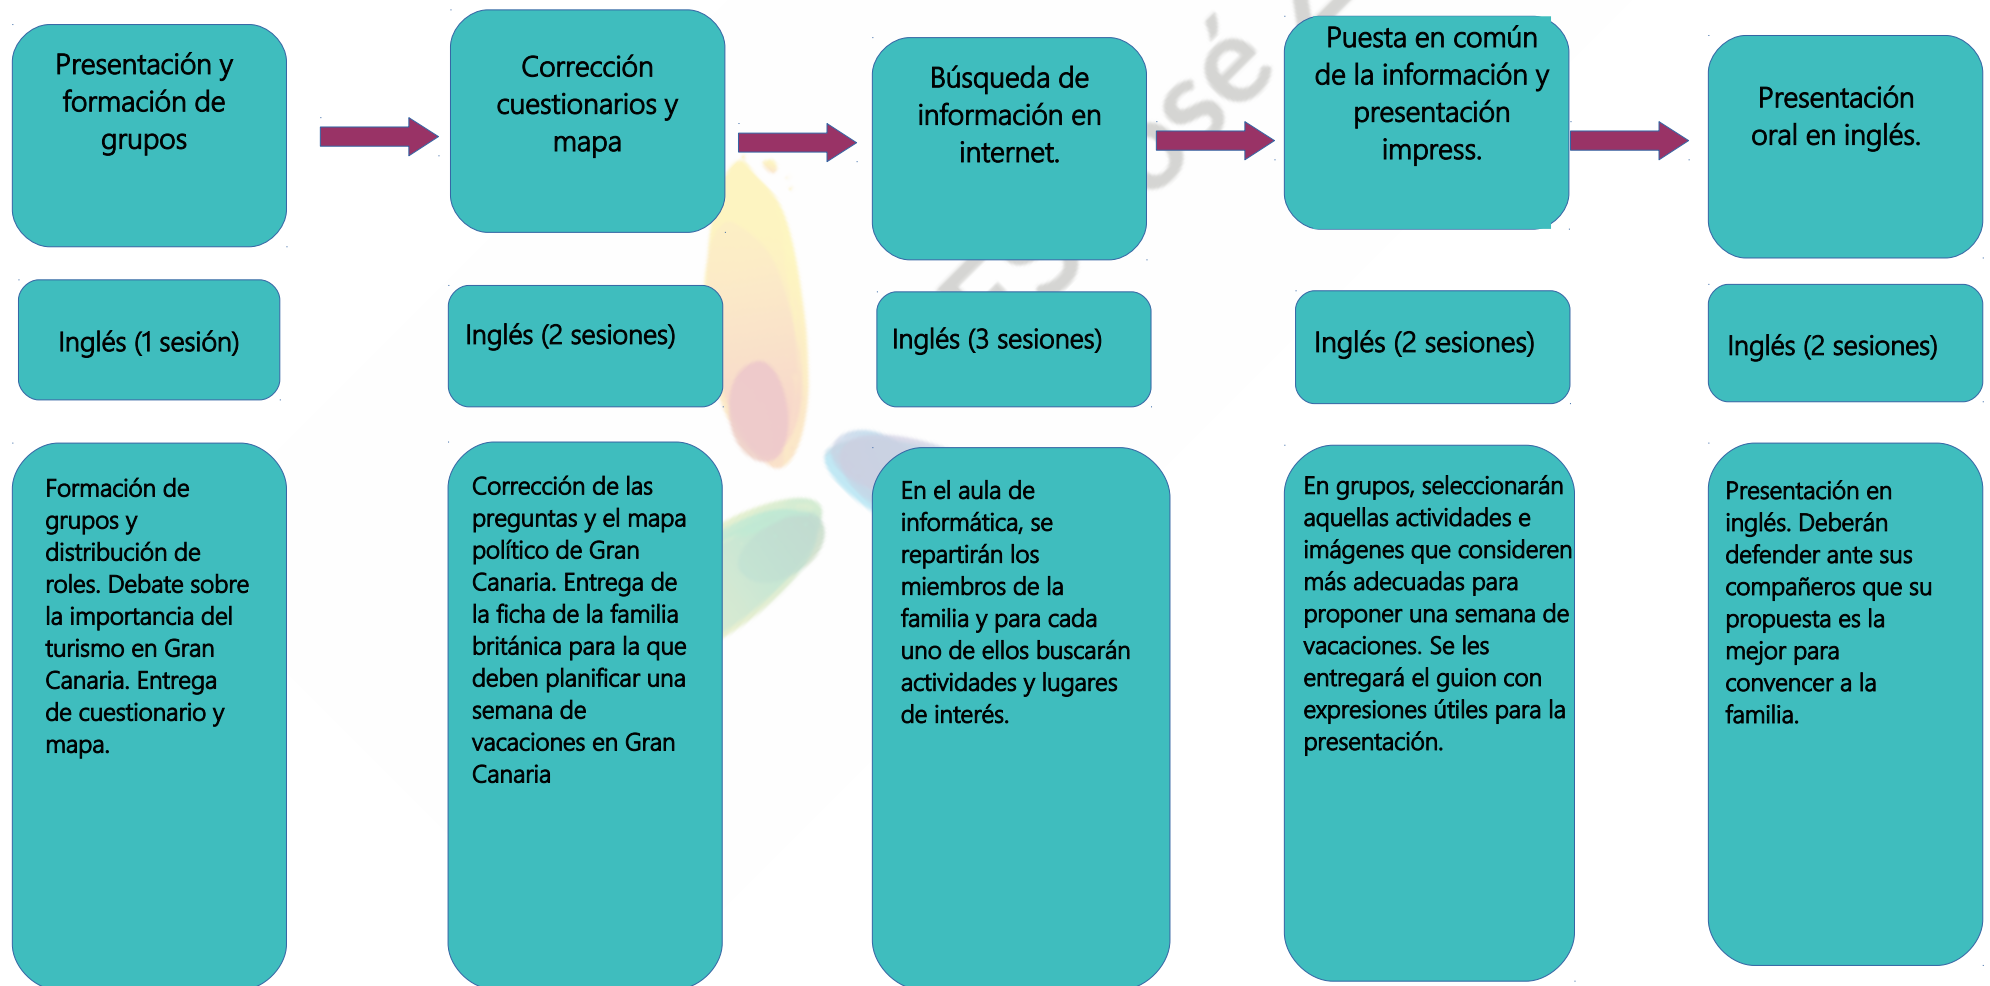 Presentación y
formación de
grupos
Corrección
cuestionarios y
mapa
Búsqueda de
información en
internet.
Puesta en común
de la información y
presentación
impress.
Presentación
oral en inglés.
Inglés (1 sesión)
Inglés (2 sesiones)
Inglés (3 sesiones)
Inglés (2 sesiones)
Inglés (2 sesiones)
Formación de
grupos y
distribución de
roles. Debate sobre
la importancia del
turismo en Gran
Canaria. Entrega
de cuestionario y
mapa.
Corrección de las
preguntas y el mapa
político de Gran
Canaria. Entrega de
la ficha de la familia
británica para la que
deben planificar una
semana de
vacaciones en Gran
Canaria
En el aula de
informática, se
repartirán los
miembros de la
familia y para cada
uno de ellos buscarán
actividades y lugares
de interés.
En grupos, seleccionarán
aquellas actividades e
imágenes que consideren
más adecuadas para
proponer una semana de
vacaciones. Se les
entregará el guion con
expresiones útiles para la
presentación.
Presentación en
inglés. Deberán
defender ante sus
compañeros que su
propuesta es la
mejor para
convencer a la
familia.